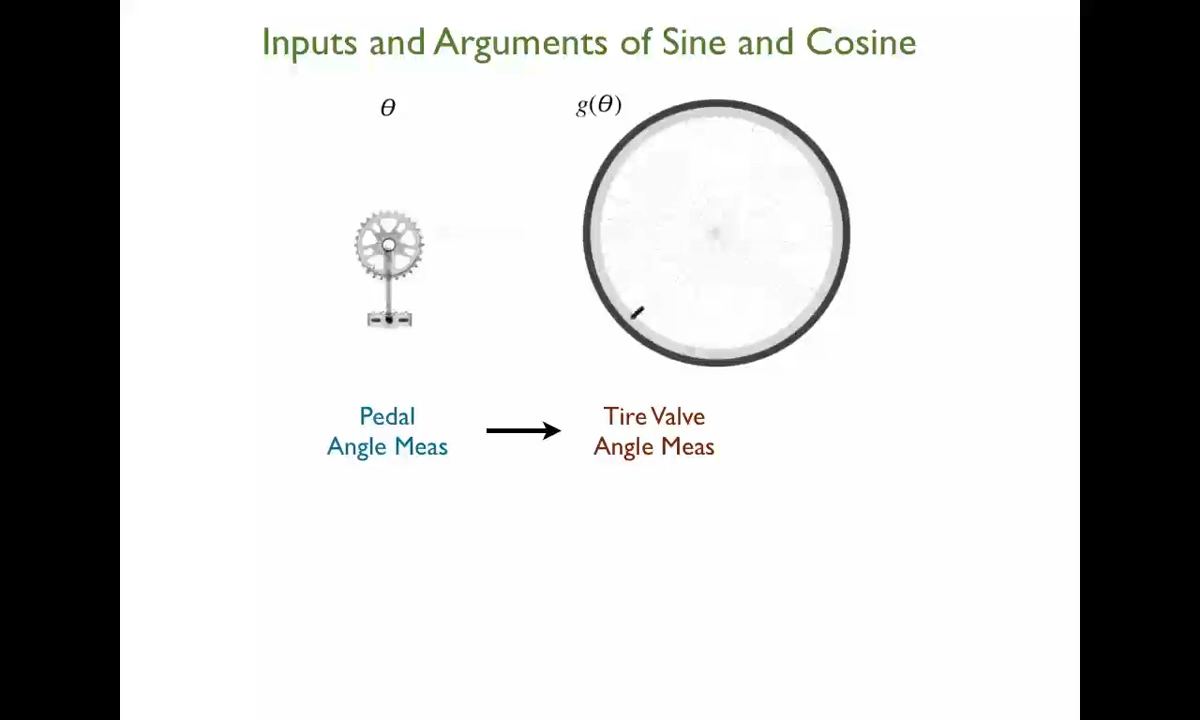 Inputs and Arguments of Sine and Cosine
θ
g(θ)
Pedal
Angle Meas
Tire Valve
Angle Meas